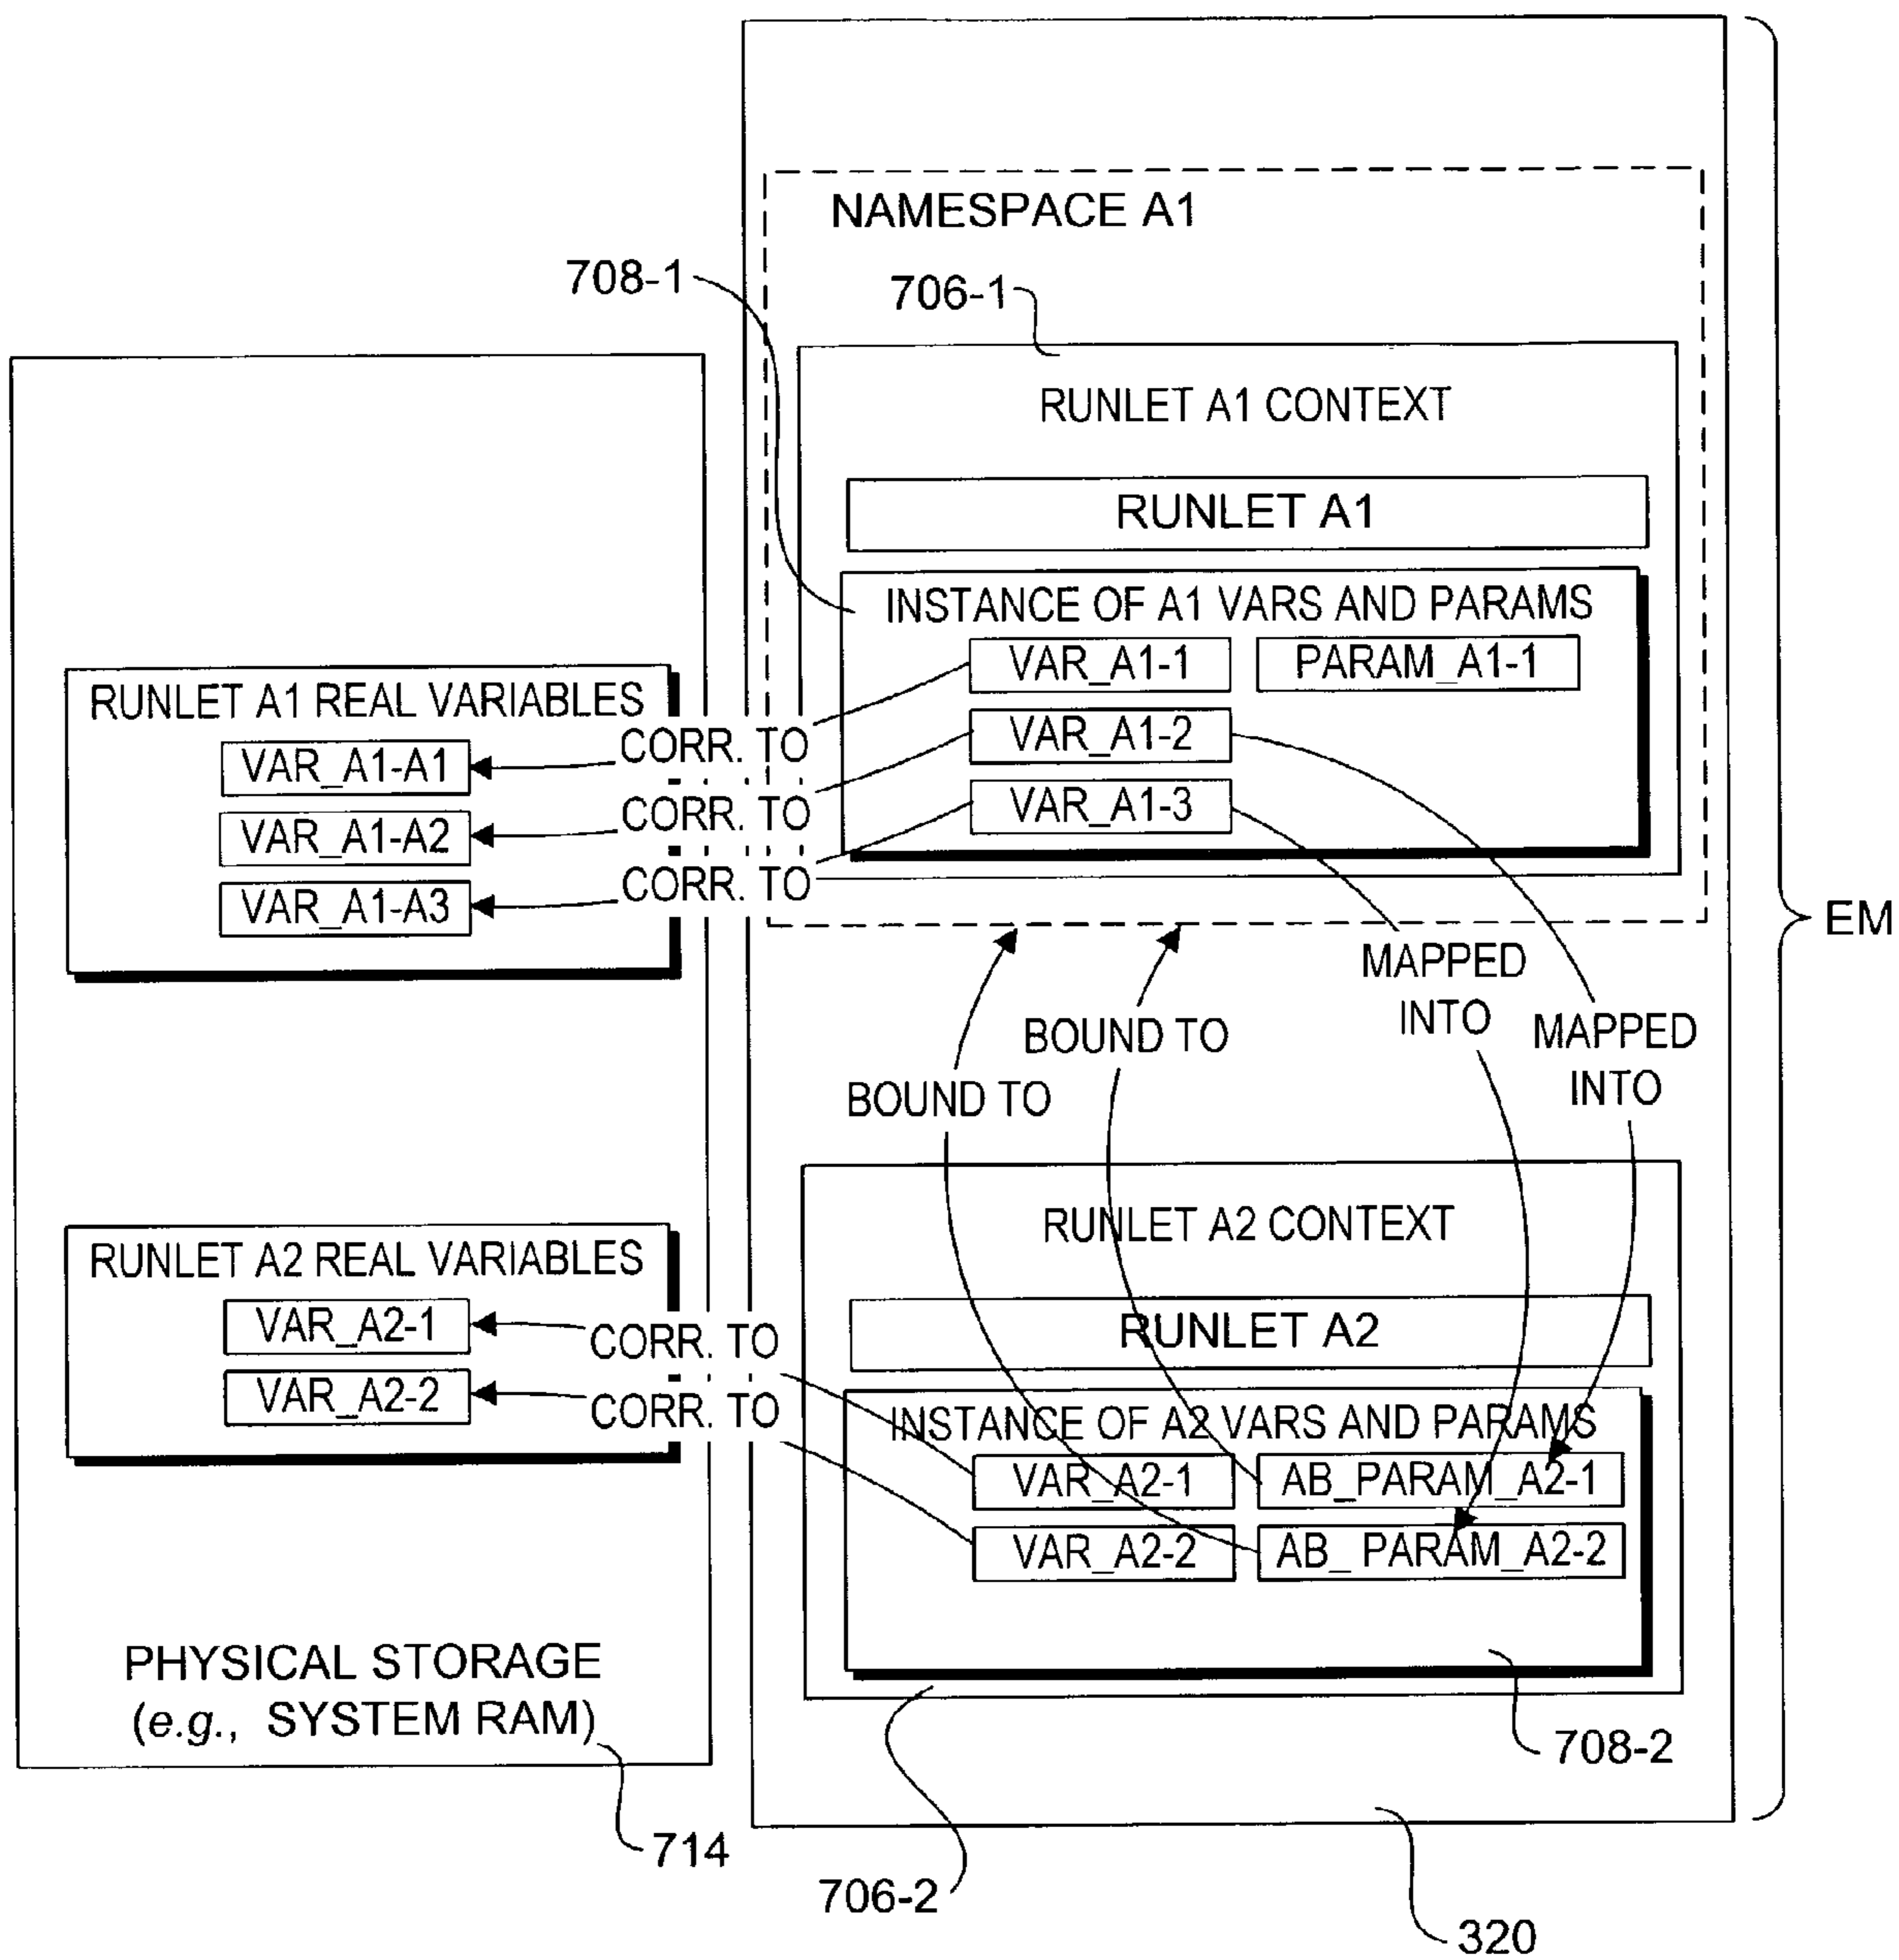 NAMESPACE A1
708-1
706-1
RUNLET A1 CONTEXT
RUNLET A1
INSTANCE OF A1 VARS AND PARAMS
VAR_A1-1
PARAM_A1-1
VAR_A1-2
VAR_A1-3
RUNLET A1 REAL VARIABLES
VAR_A1-A1
VAR_A1-A2
VAR_A1-A3
CORR. TO
CORR. TO
CORR. TO
EM
MAPPED
INTO
MAPPED
INTO
BOUND TO
BOUND TO
RUNLET A2 CONTEXT
RUNLET A2
INSTANCE OF A2 VARS AND PARAMS
VAR_A2-1
AB_PARAM_A2-1
VAR_A2-2
AB_ PARAM_A2-2
RUNLET A2 REAL VARIABLES
VAR_A2-1
VAR_A2-2
CORR. TO
CORR. TO
PHYSICAL STORAGE
(e.g., SYSTEM RAM)
714
708-2
706-2
320